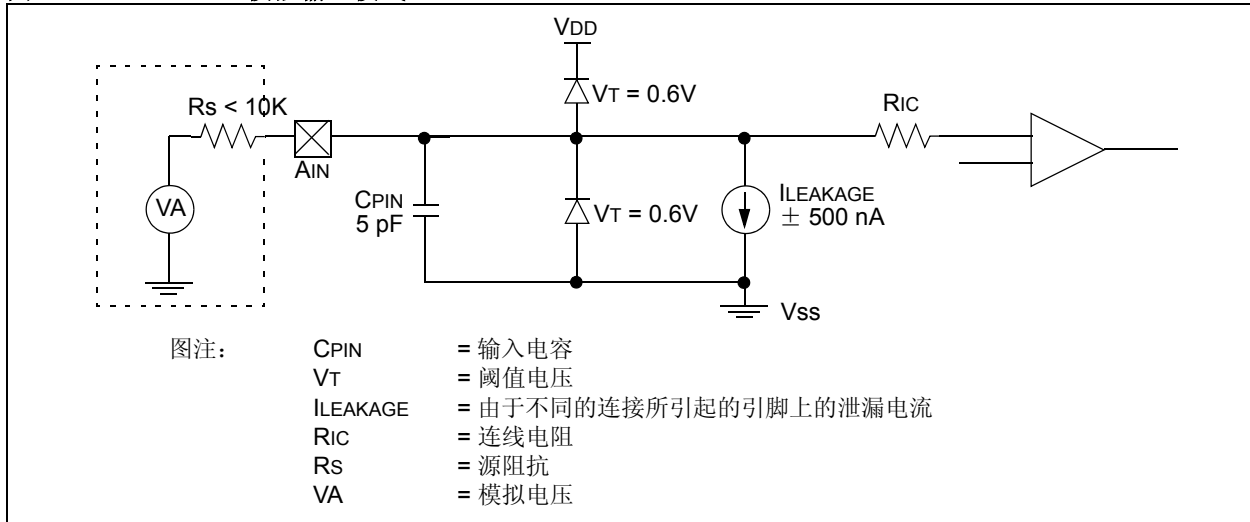 VDD
VT = 0.6V
RIC
Rs < 10K
AIN
VA
CPIN
5 pF
VT = 0.6V
ILEAKAGE
± 500 nA
Vss
图注：
CPIN = 输入电容
VT = 阈值电压
ILEAKAGE = 由于不同的连接所引起的引脚上的泄漏电流
RIC = 连线电阻
RS = 源阻抗
VA = 模拟电压